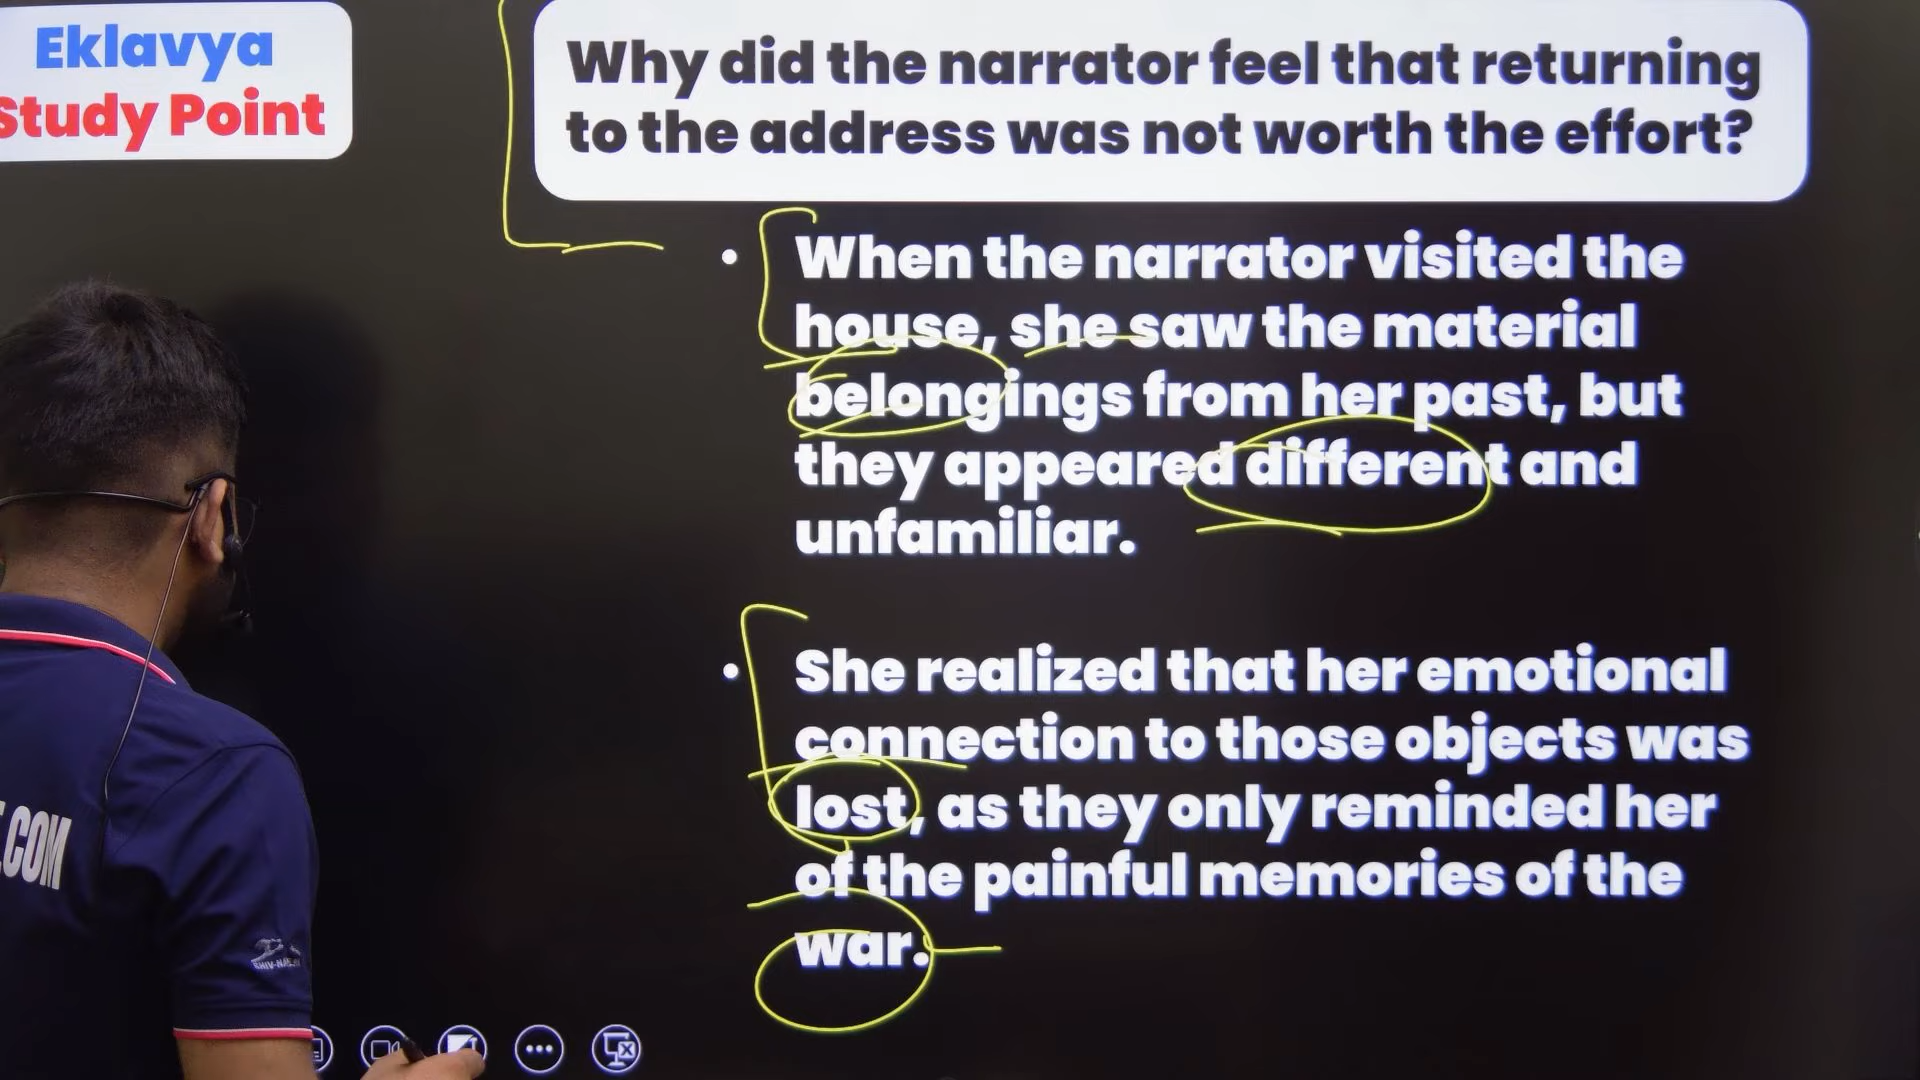 Eklavya
Study Point
Why did the narrator feel that returning
to the address was not worth the effort?
• When the narrator visited the
house, she saw the material
belongings from her past, but
they appeared different and
unfamiliar.
• She realized that her emotional
connection to those objects was
lost, as they only reminded her
of the painful memories of the
war.
.COM